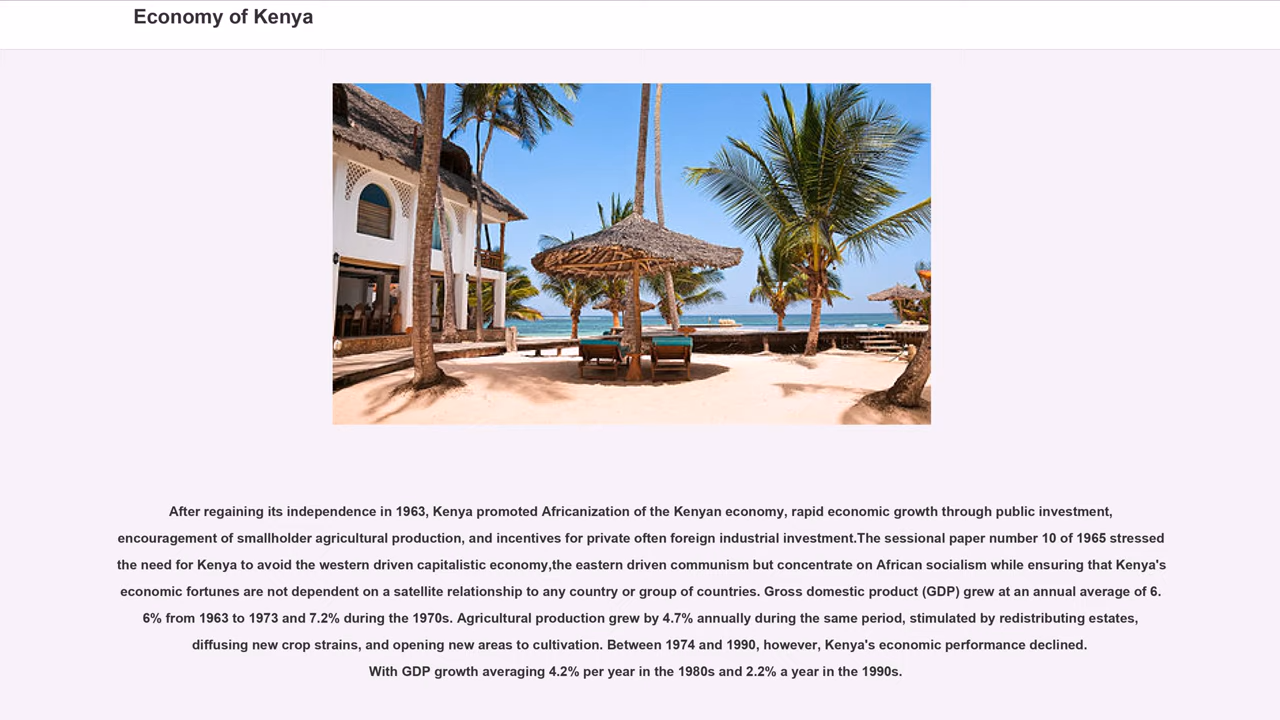 Economy of Kenya
After regaining its independence in 1963, Kenya promoted Africanization of the Kenyan economy, rapid economic growth through public investment,
encouragement of smallholder agricultural production, and incentives for private often foreign industrial investment.The sessional paper number 10 of 1965 stressed
the need for Kenya to avoid the western driven capitalistic economy,the eastern driven communism but concentrate on African socialism while ensuring that Kenya's
economic fortunes are not dependent on a satellite relationship to any country or group of countries. Gross domestic product (GDP) grew at an annual average of 6.
6% from 1963 to 1973 and 7.2% during the 1970s. Agricultural production grew by 4.7% annually during the same period, stimulated by redistributing estates,
diffusing new crop strains, and opening new areas to cultivation. Between 1974 and 1990, however, Kenya's economic performance declined.
With GDP growth averaging 4.2% per year in the 1980s and 2.2% a year in the 1990s.